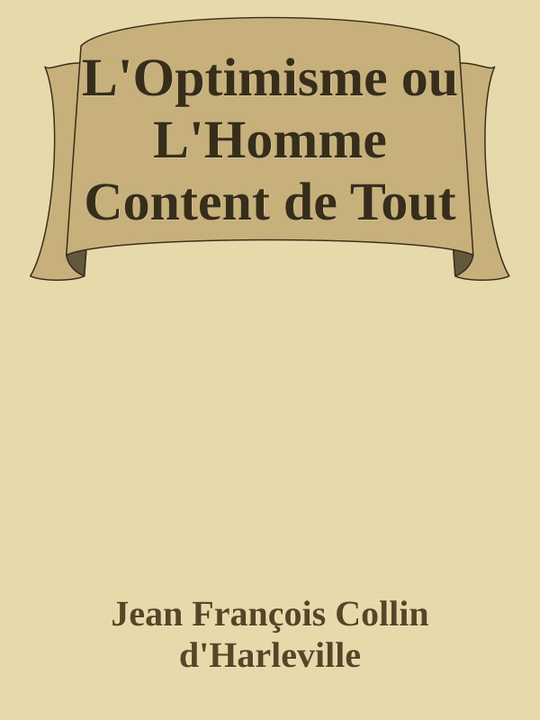 L'Optimisme ou
L'Homme
Content de Tout
Jean François Collin
d'Harleville